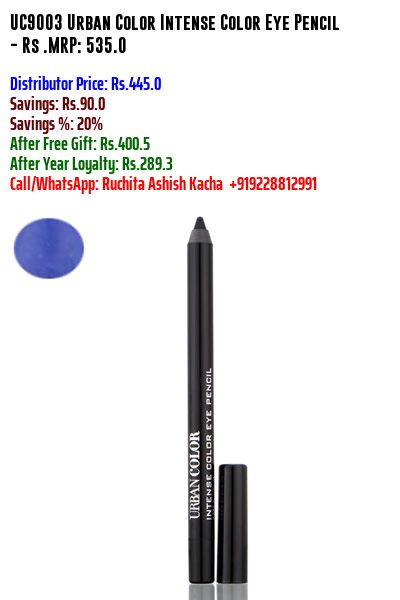 UC9003 Urban Color Intense Color Eye Pencil
- Rs .MRP: 535.0
Distributor Price: Rs.445.0
Savings: Rs.90.0
Savings %: 20%
After Free Gift: Rs.400.5
After Year Loyalty: Rs.289.3
Call/WhatsApp: Ruchita Ashish Kacha +919228812991
URBAN COLOR
INTENSE COLOR EYE PENCIL